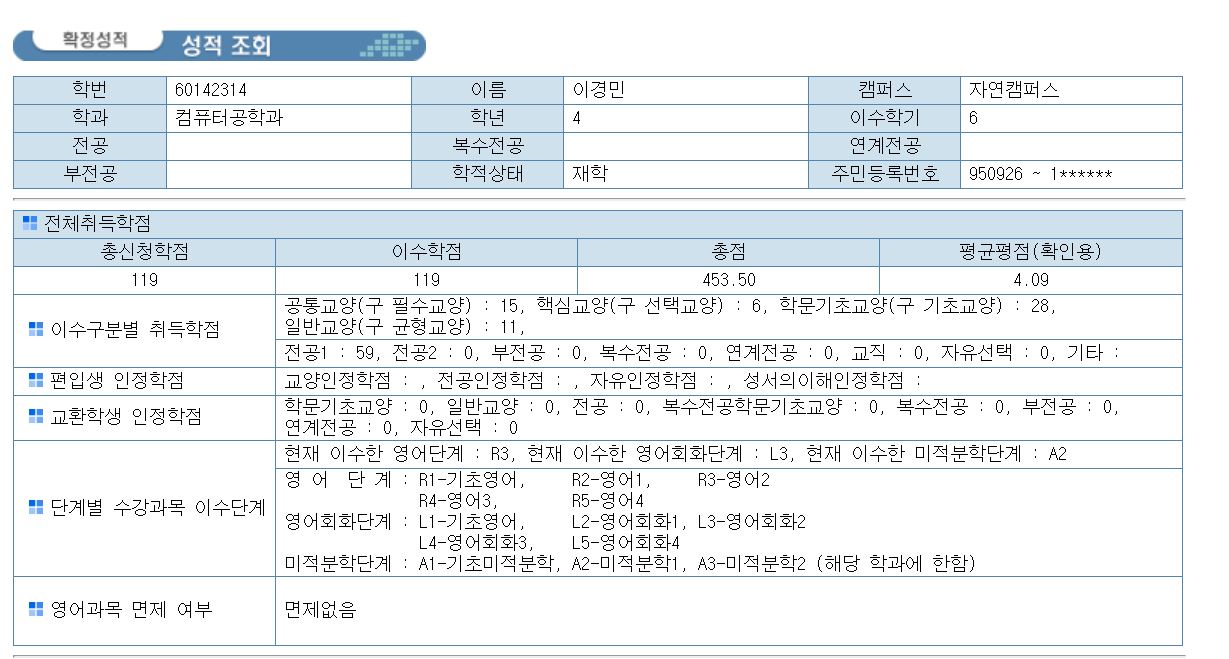 확정성적 성적 조회
학번 60142314 이름 이경민 캠퍼스 자연캠퍼스
학과 컴퓨터공학과 학년 4 이수학기 6
전공 복수전공 연계전공
부전공 학적상태 재학 주민등록번호 950926 ~ 1******
전체취득학점
총신청학점 이수학점 총점 평균평점(확인용)
119 119 453.50 4.09
이수구분별 취득학점
공통교양(구 필수교양) : 15, 핵심교양(구 선택교양) : 6, 학문기초교양(구 기초교양) : 28,
일반교양(구 균형교양) : 11,
전공1 : 59, 전공2 : 0, 부전공 : 0, 복수전공 : 0, 연계전공 : 0, 교직 : 0, 자유선택 : 0, 기타 :
편입생 인정학점 교양인정학점 : , 전공인정학점 : , 자유인정학점 : , 성서의이해인정학점 :
교환학생 인정학점
학문기초교양 : 0, 일반교양 : 0, 전공 : 0, 복수전공학문기초교양 : 0, 복수전공 : 0, 부전공 : 0,
연계전공 : 0, 자유선택 : 0
단계별 수강과목 이수단계
현재 이수한 영어단계 : R3, 현재 이수한 영어회화단계 : L3, 현재 이수한 미적분학단계 : A2
영 어 단 계 : R1-기초영어, R2-영어1, R3-영어2
R4-영어3, R5-영어4
영어회화단계 : L1-기초영어, L2-영어회화1, L3-영어회화2
L4-영어회화3, L5-영어회화4
미적분학단계 : A1-기초미적분학, A2-미적분학1, A3-미적분학2 (해당 학과에 한함)
영어과목 면제 여부 면제없음